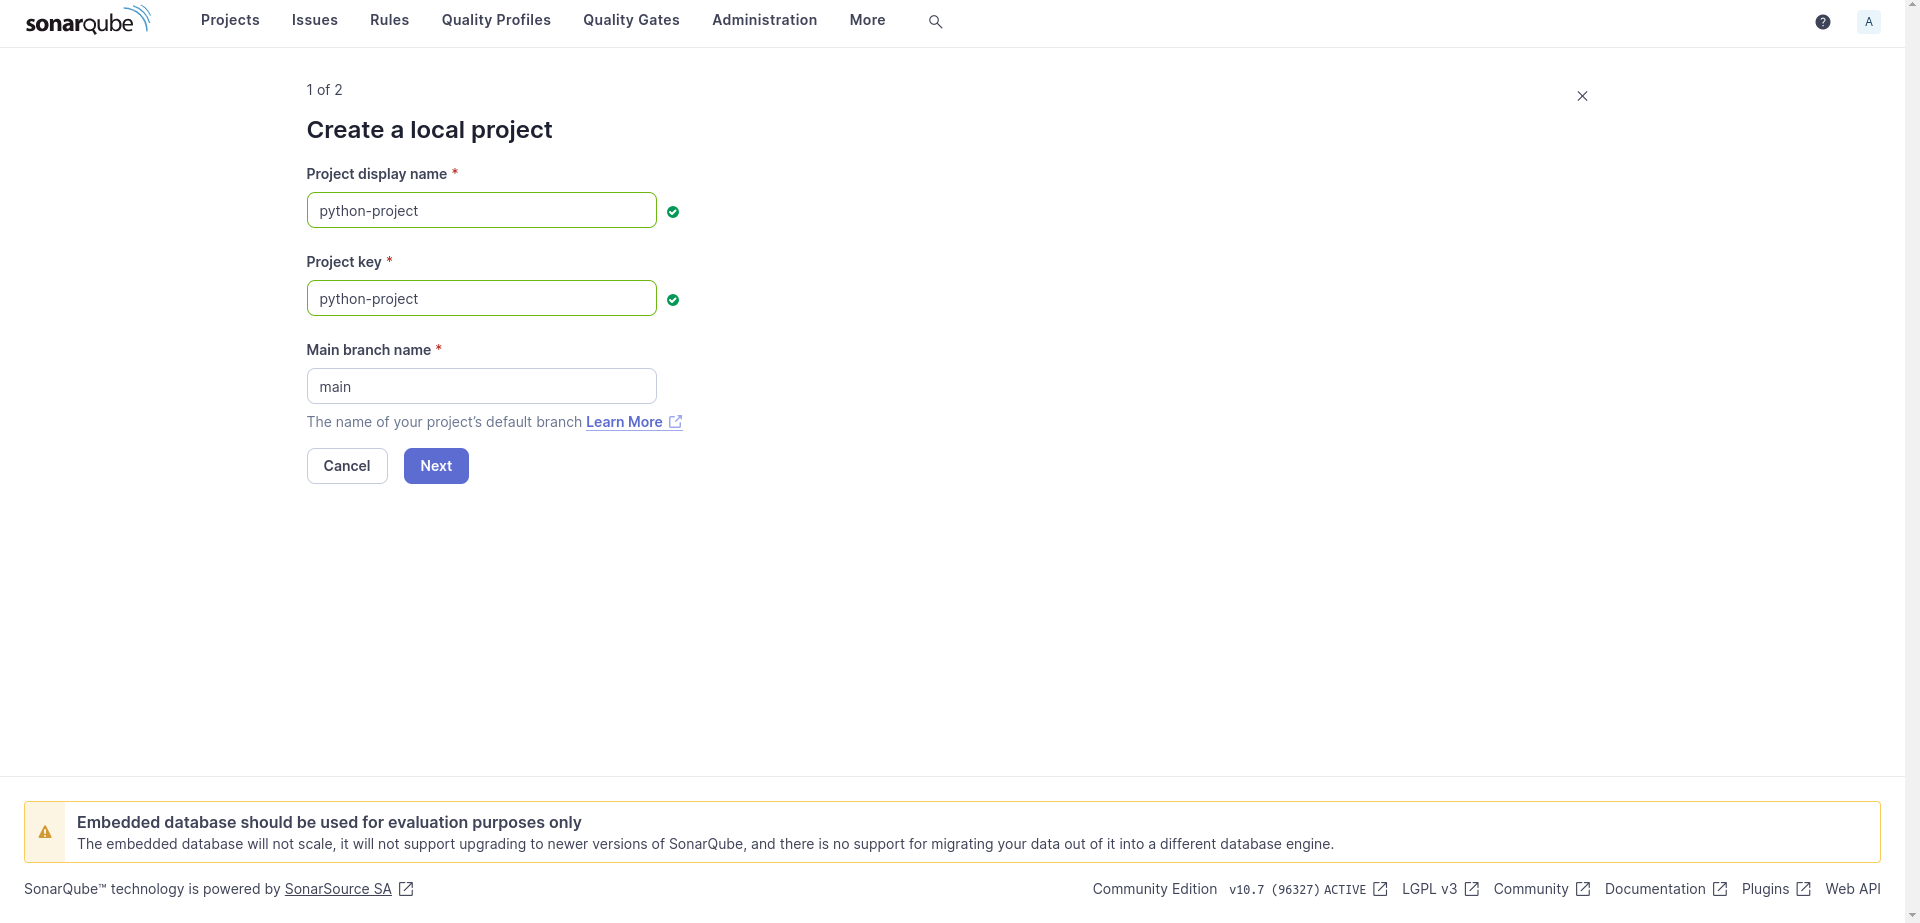 sonarqube Projects Issues Rules Quality Profiles Quality Gates Administration More ? A
1 of 2
Create a local project
Project display name *
python-project
Project key *
python-project
Main branch name *
main
The name of your project's default branch Learn More
Cancel Next
Embedded database should be used for evaluation purposes only
The embedded database will not scale, it will not support upgrading to newer versions of SonarQube, and there is no support for migrating your data out of it into a different database engine.
SonarQube™ technology is powered by SonarSource SA Community Edition v10.7 (96327) ACTIVE LGPL v3 Community Documentation Plugins Web API